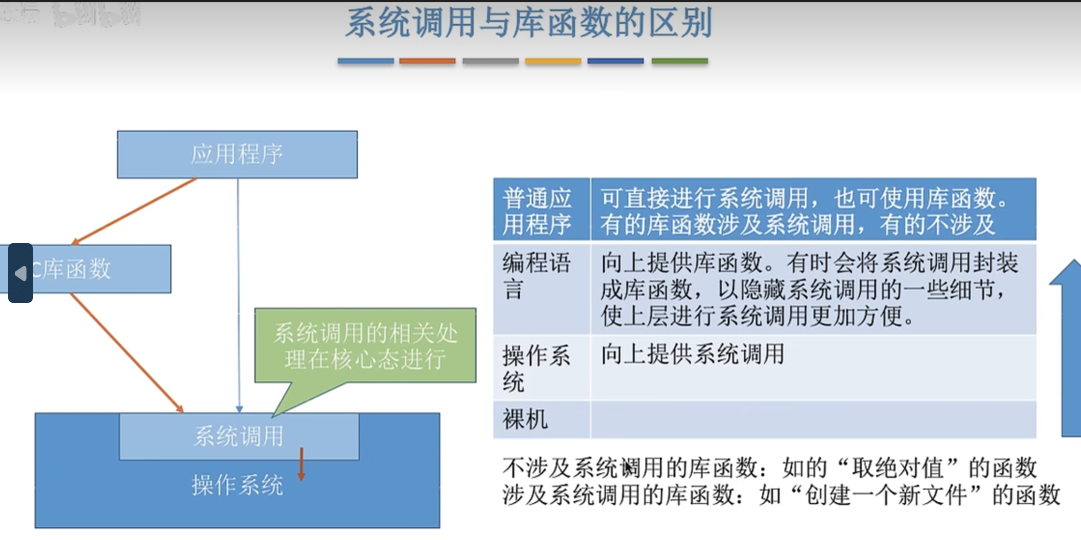 系统调用与库函数的区别
应用程序
C库函数
系统调用的相关处
理在核心态进行
系统调用
操作系统
普通应
用程序
可直接进行系统调用，也可使用库函数。
有的库函数涉及系统调用，有的不涉及
编程语
言
向上提供库函数。有时会将系统调用封装
成库函数，以隐藏系统调用的一些细节，
使上层进行系统调用更加方便。
操作系
统
向上提供系统调用
裸机
不涉及系统调用的库函数：如的“取绝对值”的函数
涉及系统调用的库函数：如“创建一个新文件”的函数